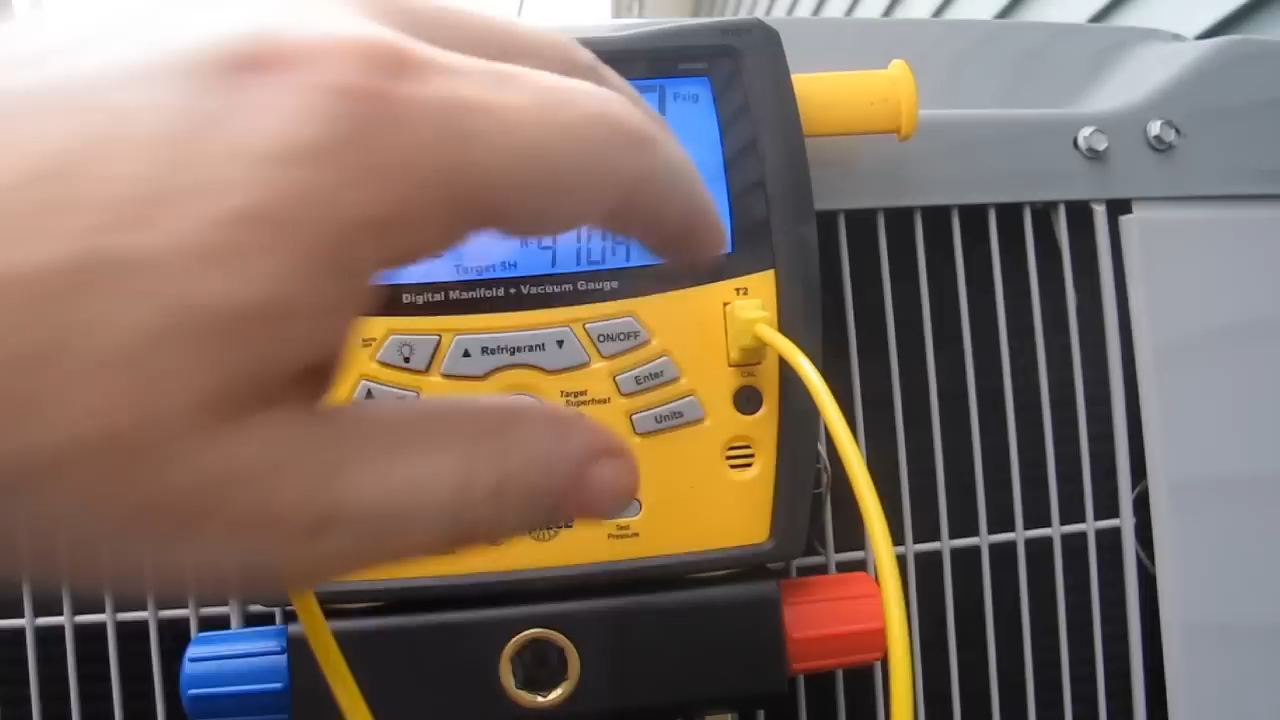 Psig
R-410A
Target SH
Digital Manifold + Vacuum Gauge
T2
▲ Refrigerant ▼
ON/OFF
Enter
CAL
Target
Superheat
Units
Test
Pressure